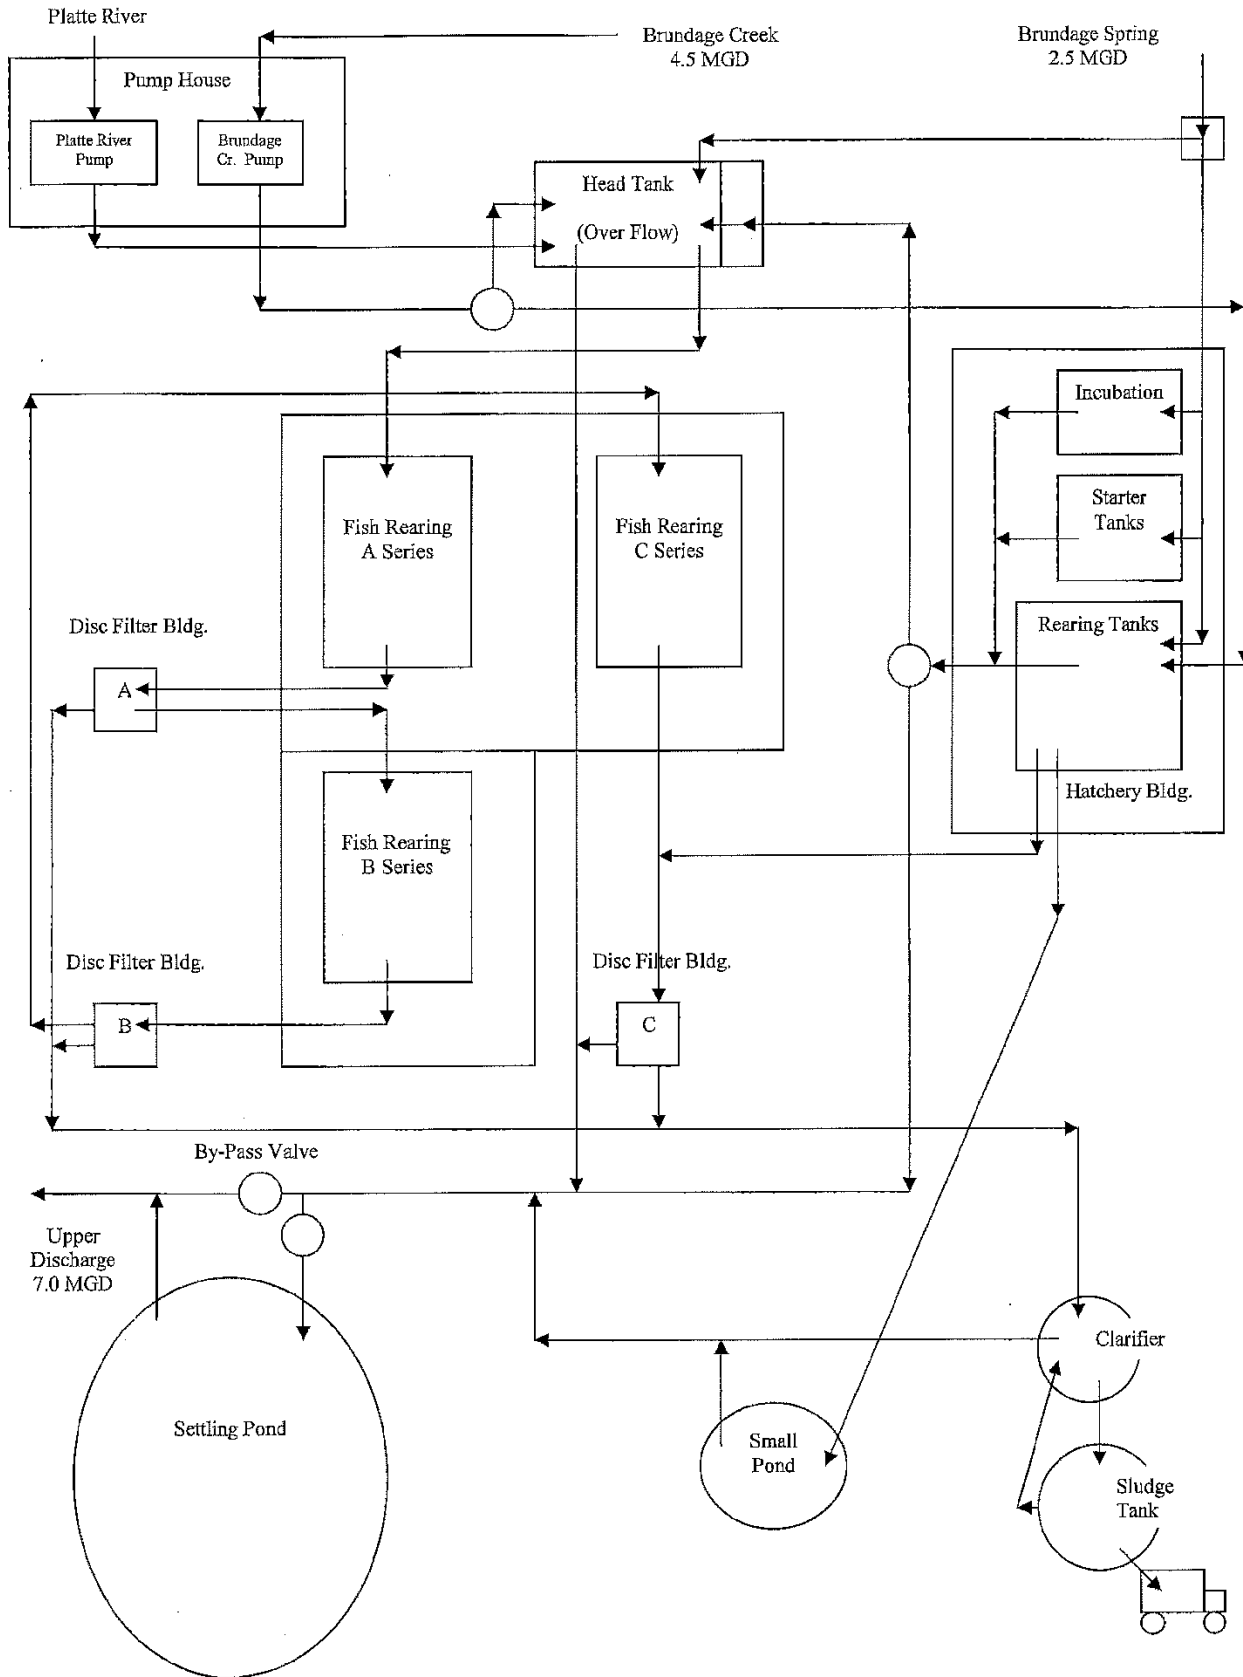 Platte River
Brundage Creek
4.5 MGD
Brundage Spring
2.5 MGD
Pump House
Platte River
Pump
Brundage
Cr. Pump
Head Tank
(Over Flow)
Incubation
Starter
Tanks
Rearing Tanks
Hatchery Bldg.
Fish Rearing
A Series
Fish Rearing
C Series
Disc Filter Bldg.
A
Fish Rearing
B Series
Disc Filter Bldg.
B
Disc Filter Bldg.
C
By-Pass Valve
Upper
Discharge
7.0 MGD
Settling Pond
Small
Pond
Clarifier
Sludge
Tank